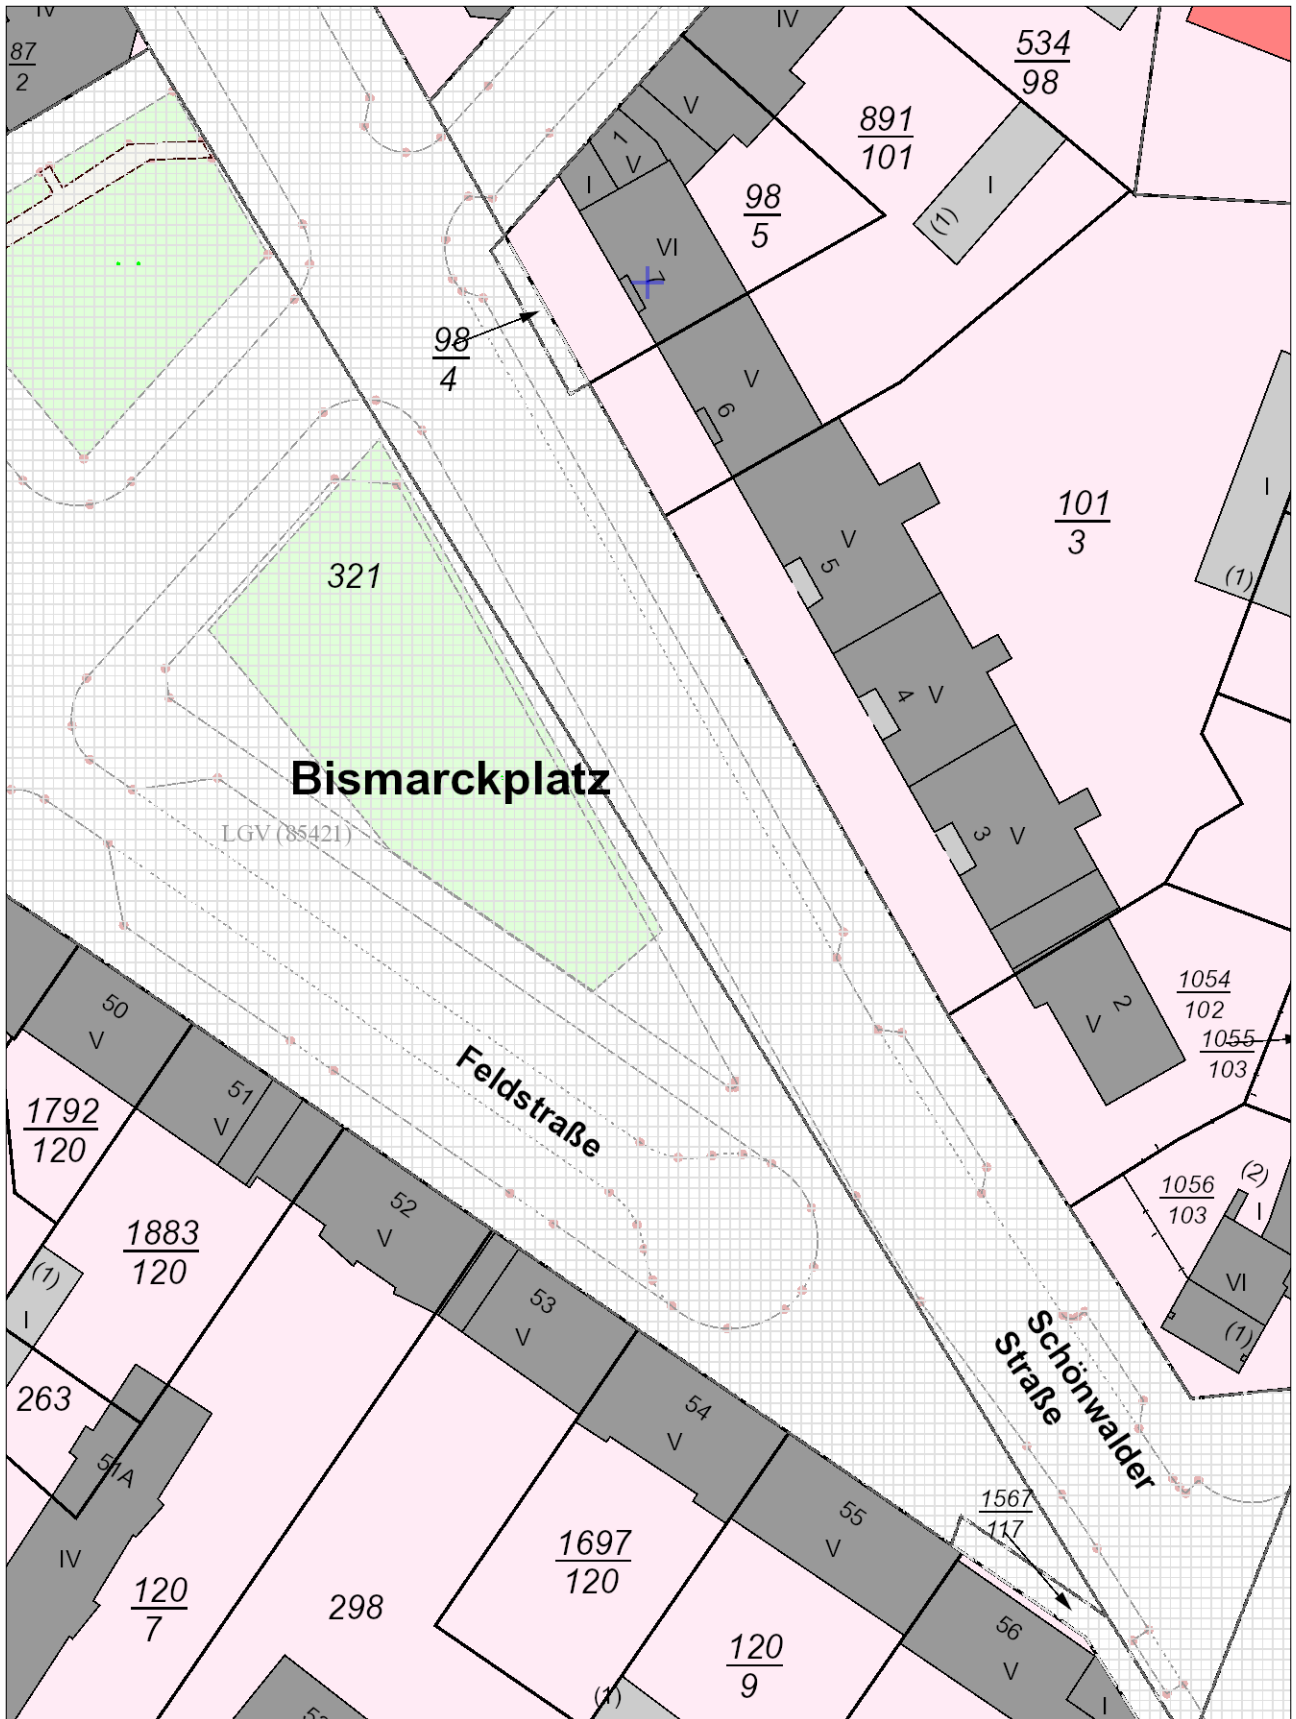 IV
87
2
IV
534
98
V
891
101
1
V
I
I
(1)
98
5
VI
7
98
4
V
6
I
101
3
V
5
(1)
321
4
V
Bismarckplatz
3
V
LGV (85421)
1054
102
2
V
50
V
1055
103
Feldstraße
51
V
1792
120
1056
103
(2)
I
52
V
1883
120
(1)
I
VI
(1)
53
V
Schönwalder
Straße
263
54
V
51A
1567
117
55
V
IV
1697
120
120
7
298
56
V
120
9
(1)
I